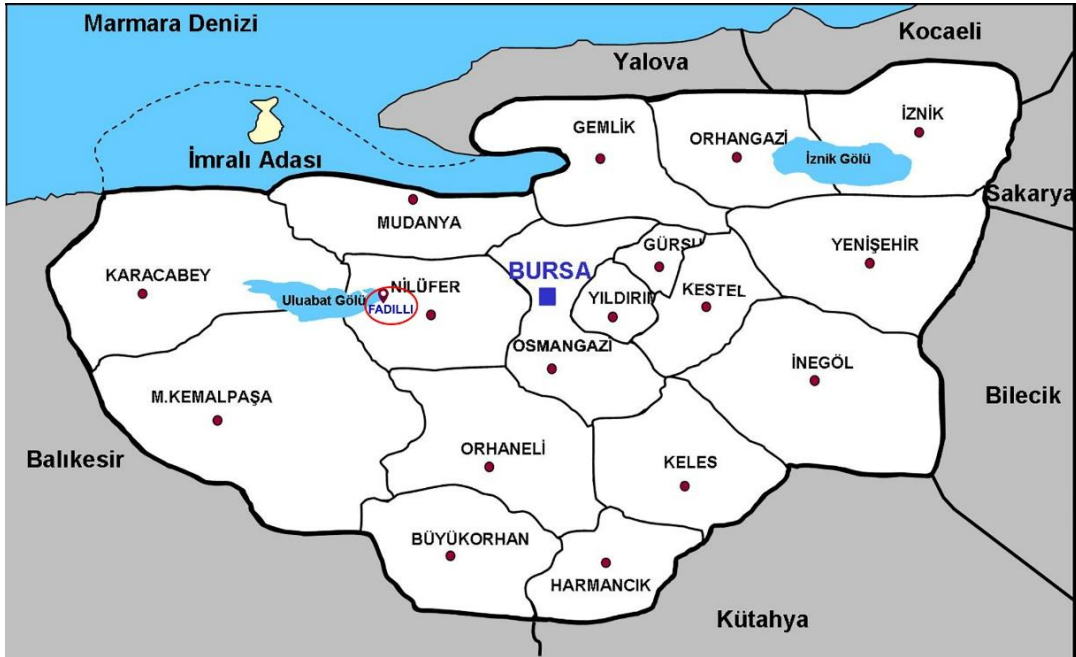 Marmara Denizi
Kocaeli
Yalova
İZNİK
GEMLİK
ORHANGAZİ
İmralı Adası
İznik Gölü
Sakarya
MUDANYA
GÜRSU
YENİŞEHİR
KARACABEY
BURSA
NİLÜFER
Uluabat Gölü
FADILLI
YILDIRIM
KESTEL
OSMANGAZİ
İNEGÖL
M.KEMALPAŞA
Bilecik
Balıkesir
ORHANELİ
KELES
BÜYÜKORHAN
HARMANCIK
Kütahya